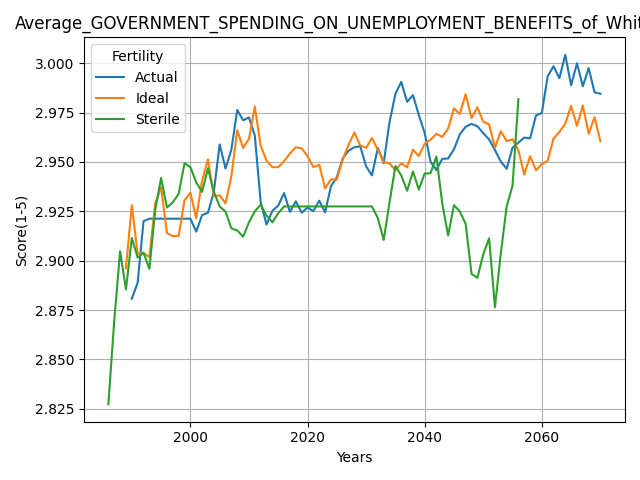 Average_GOVERNMENT_SPENDING_ON_UNEMPLOYMENT_BENEFITS_of_Whit
Fertility
Actual
Ideal
Sterile
Score(1-5)
3.000
2.975
2.950
2.925
2.900
2.875
2.850
2.825
2000 2020 2040 2060
Years